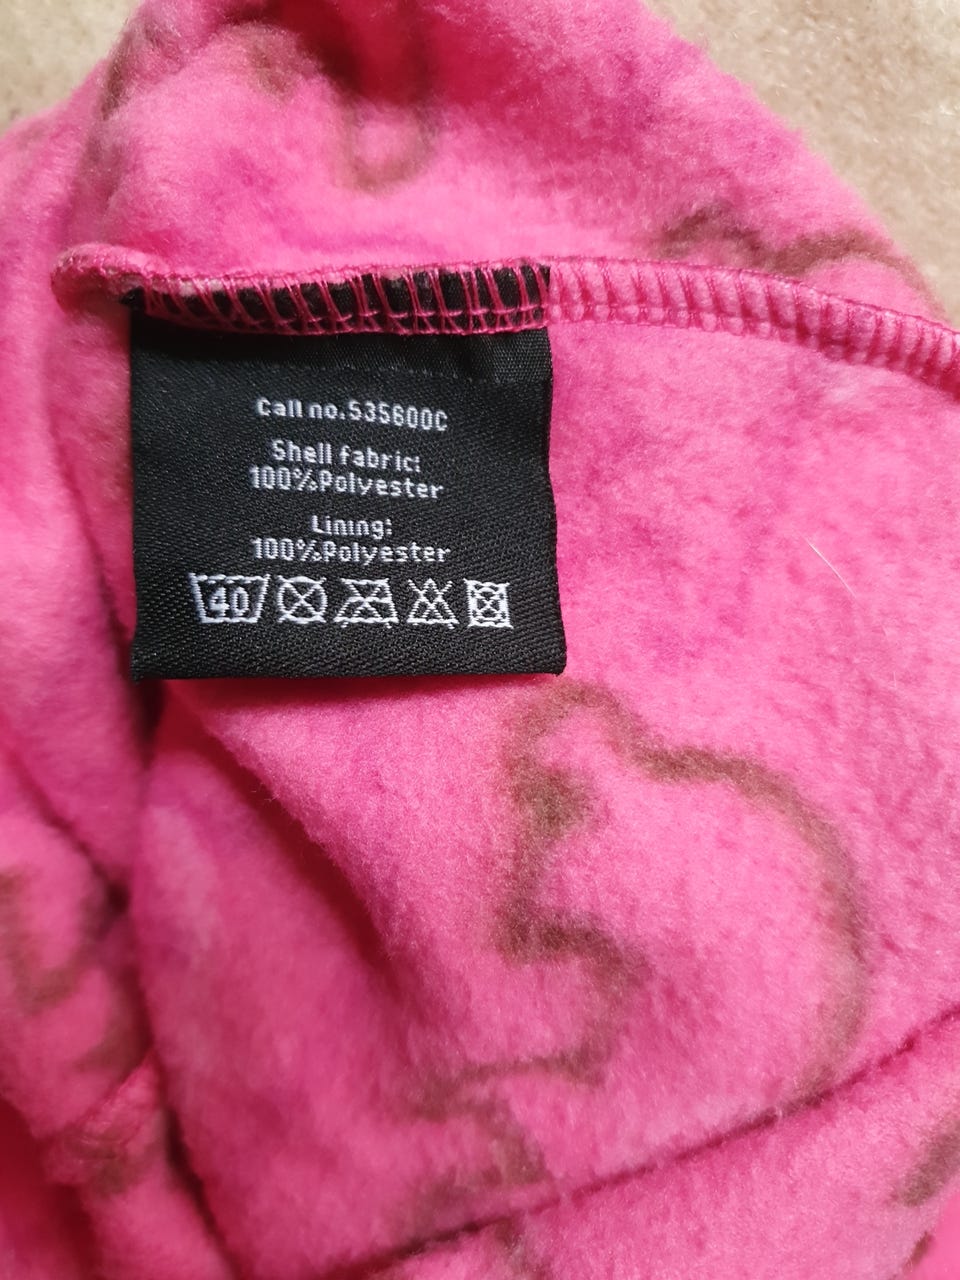 Call no.535600C
Shell fabric:
100%Polyester
Lining:
100%Polyester
40